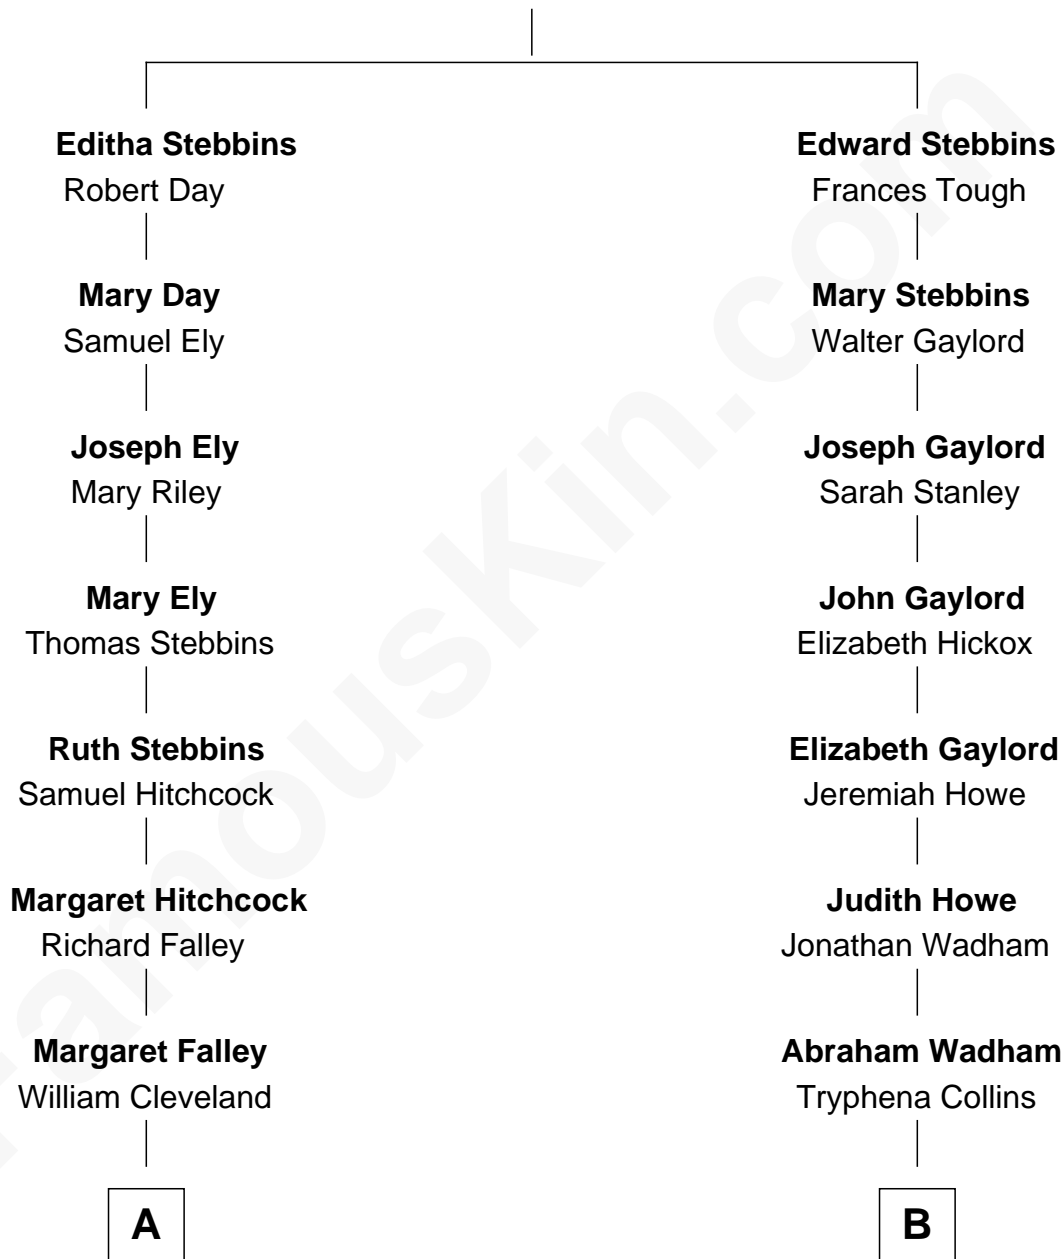 Editha Stebbins
Robert Day
Edward Stebbins
Frances Tough
Mary Day
Samuel Ely
Mary Stebbins
Walter Gaylord
Joseph Ely
Mary Riley
Joseph Gaylord
Sarah Stanley
Mary Ely
Thomas Stebbins
John Gaylord
Elizabeth Hickox
Ruth Stebbins
Samuel Hitchcock
Elizabeth Gaylord
Jeremiah Howe
Margaret Hitchcock
Richard Falley
Judith Howe
Jonathan Wadham
Margaret Falley
William Cleveland
Abraham Wadham
Tryphena Collins
A
B
FamousKin.com